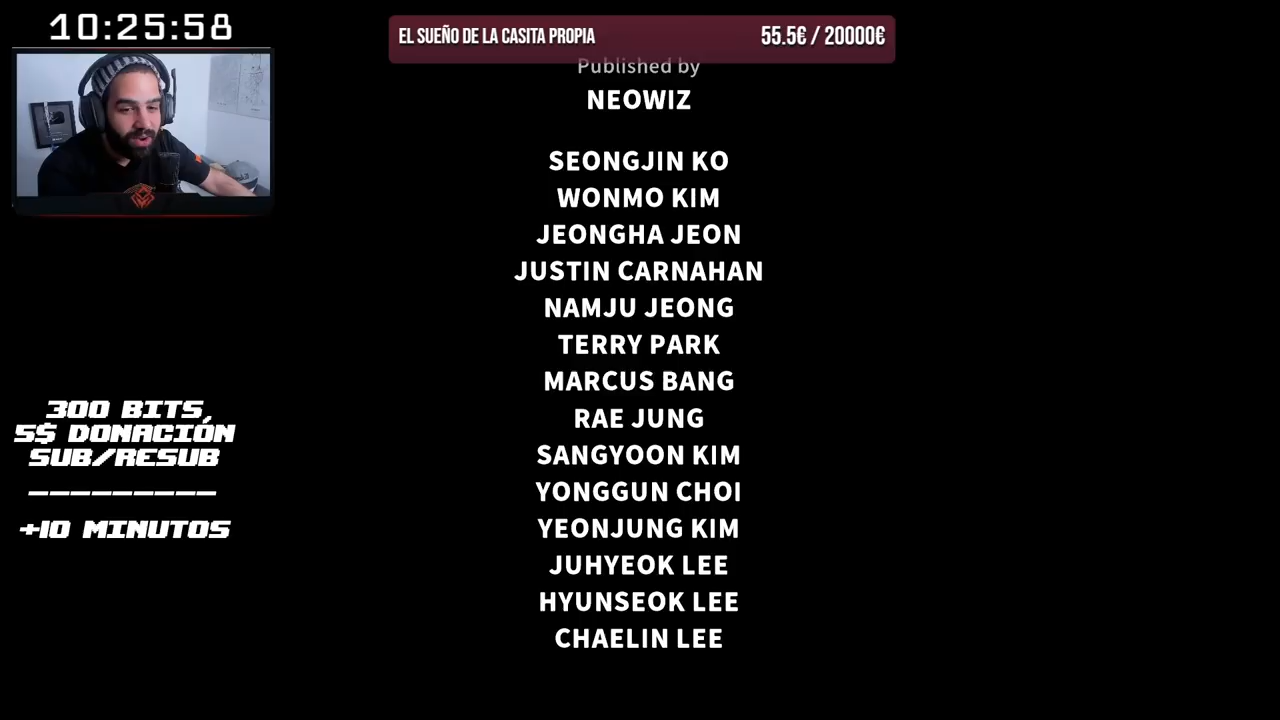 10:25:58
EL SUEÑO DE LA CASITA PROPIA 55.5€ / 20000€
Published by
NEOWIZ
SEONGJIN KO
WONMO KIM
JEONGHA JEON
JUSTIN CARNAHAN
NAMJU JEONG
TERRY PARK
MARCUS BANG
RAE JUNG
SANGYOON KIM
YONGGUN CHOI
YEONJUNG KIM
JUHYEOK LEE
HYUNSEOK LEE
CHAELIN LEE
300 BITS,
5$ DONACIÓN
SUB/RESUB
---------
+10 MINUTOS